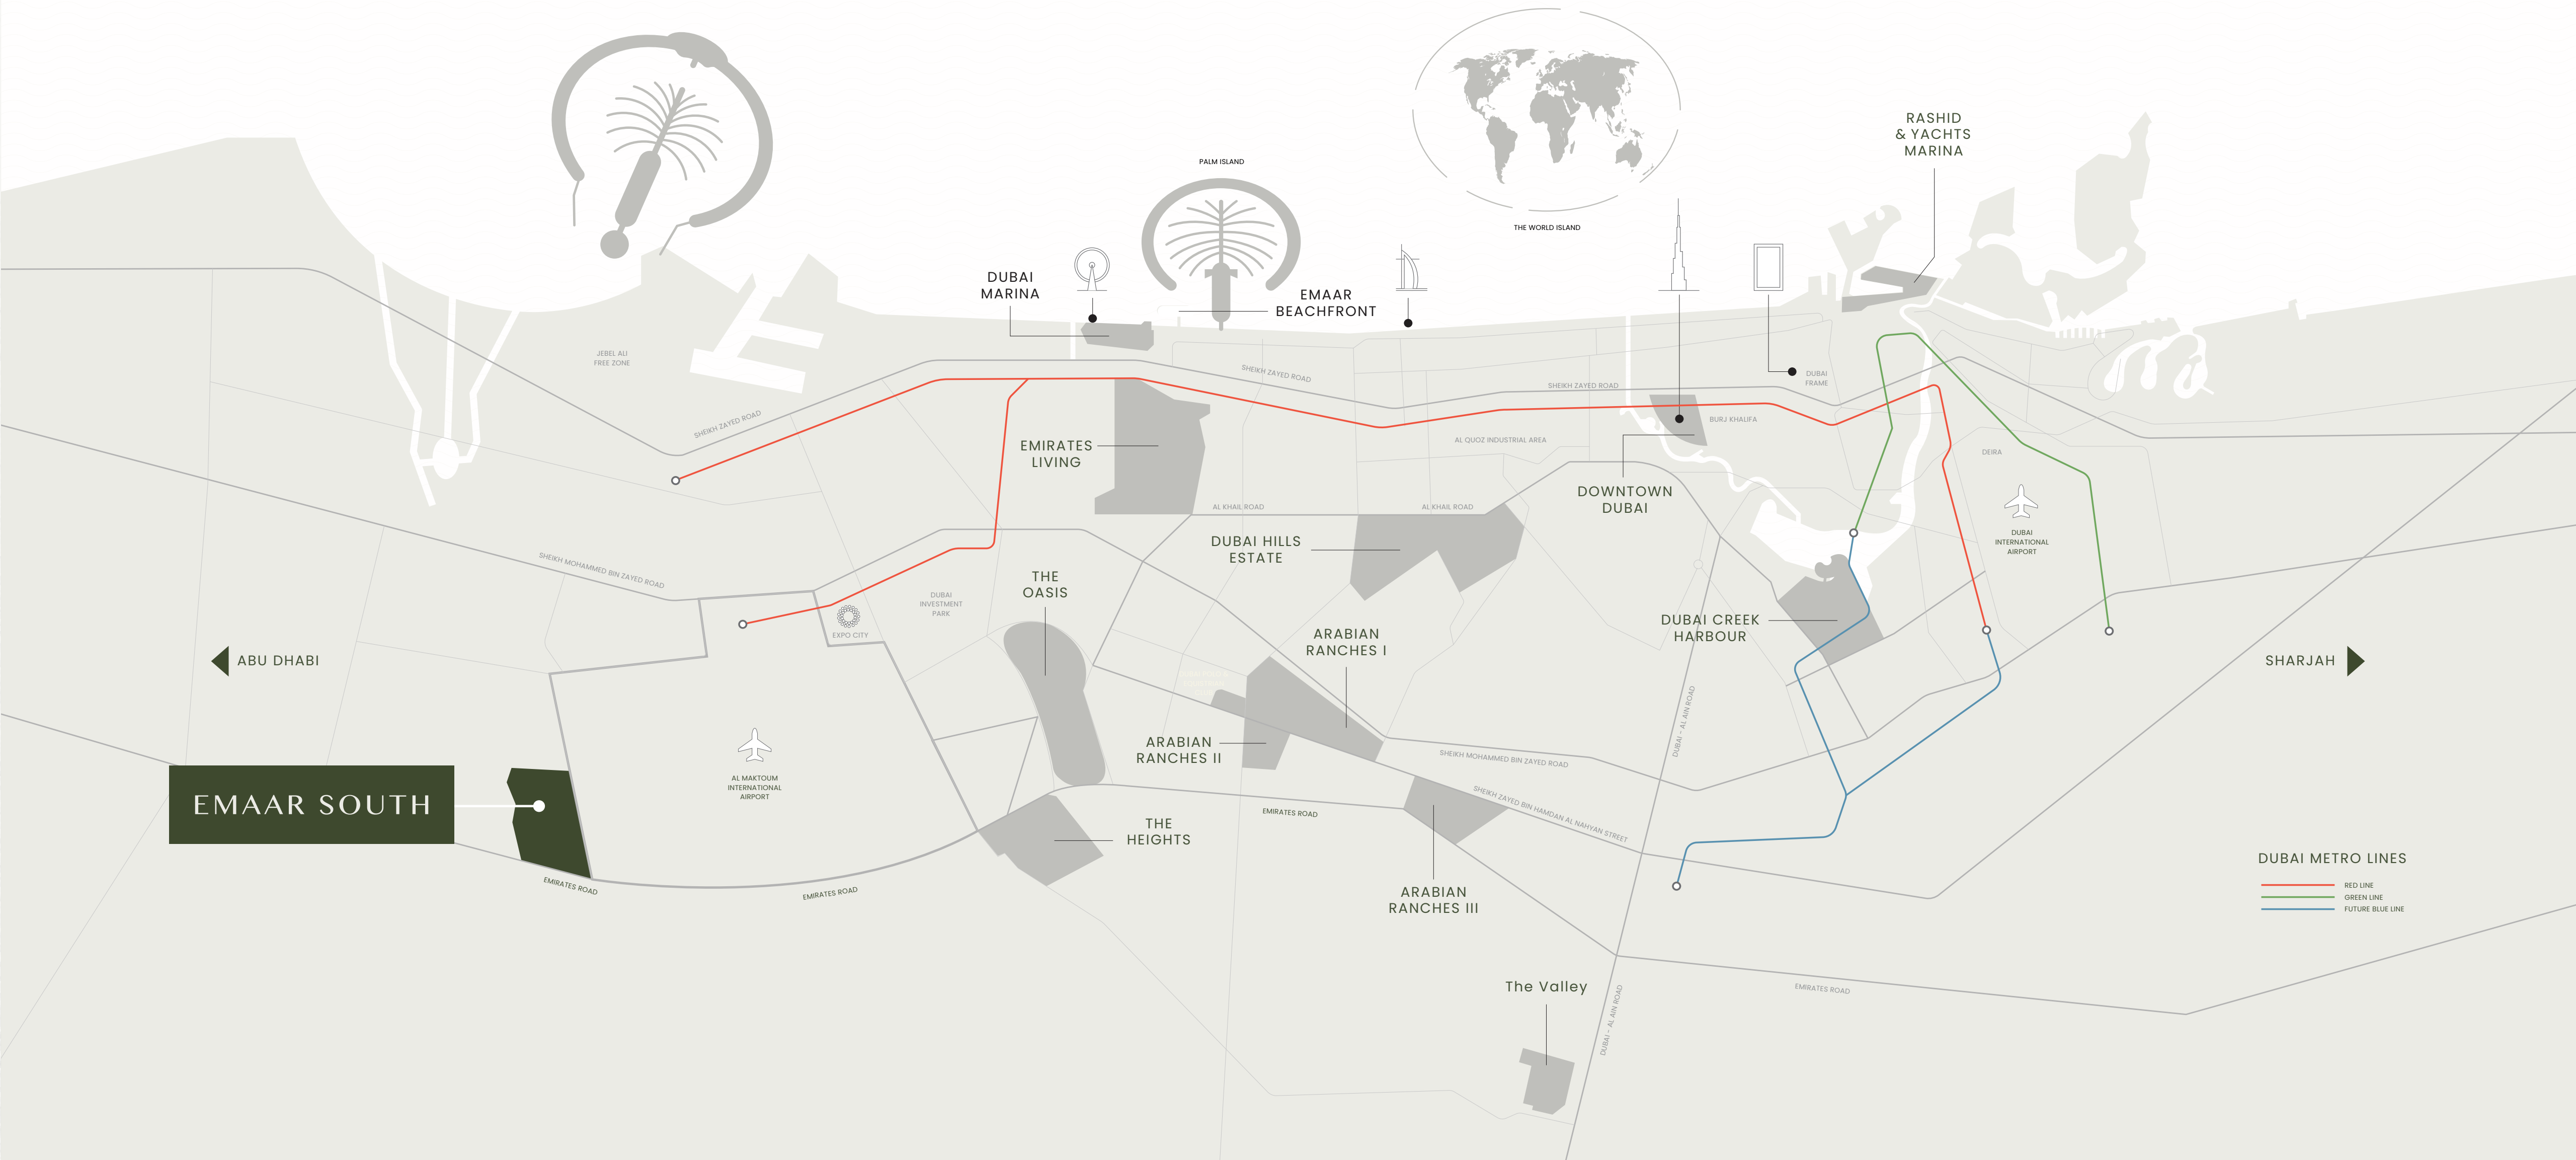 RASHID
& YACHTS
MARINA
PALM ISLAND
THE WORLD ISLAND
DUBAI
MARINA
EMAAR
BEACHFRONT
JEBEL ALI
FREE ZONE
SHEIKH ZAYED ROAD
SHEIKH ZAYED ROAD
SHEIKH ZAYED ROAD
DUBAI
FRAME
BURJ KHALIFA
EMIRATES
LIVING
AL QUOZ INDUSTRIAL AREA
DEIRA
DOWNTOWN
DUBAI
AL KHAIL ROAD
AL KHAIL ROAD
DUBAI HILLS
ESTATE
DUBAI
INTERNATIONAL
AIRPORT
SHEIKH MOHAMMED BIN ZAYED ROAD
THE
OASIS
DUBAI
INVESTMENT
PARK
EXPO CITY
DUBAI CREEK
HARBOUR
ARABIAN
RANCHES I
ABU DHABI
SHARJAH
DUBAI - AL AIN ROAD
ARABIAN
RANCHES II
SHEIKH MOHAMMED BIN ZAYED ROAD
AL MAKTOUM
INTERNATIONAL
AIRPORT
EMAAR SOUTH
SHEIKH ZAYED BIN HAMDAN AL NAHYAN STREET
EMIRATES ROAD
THE
HEIGHTS
EMIRATES ROAD
EMIRATES ROAD
ARABIAN
RANCHES III
DUBAI METRO LINES
RED LINE
GREEN LINE
FUTURE BLUE LINE
The Valley
EMIRATES ROAD
DUBAI - AL AIN ROAD